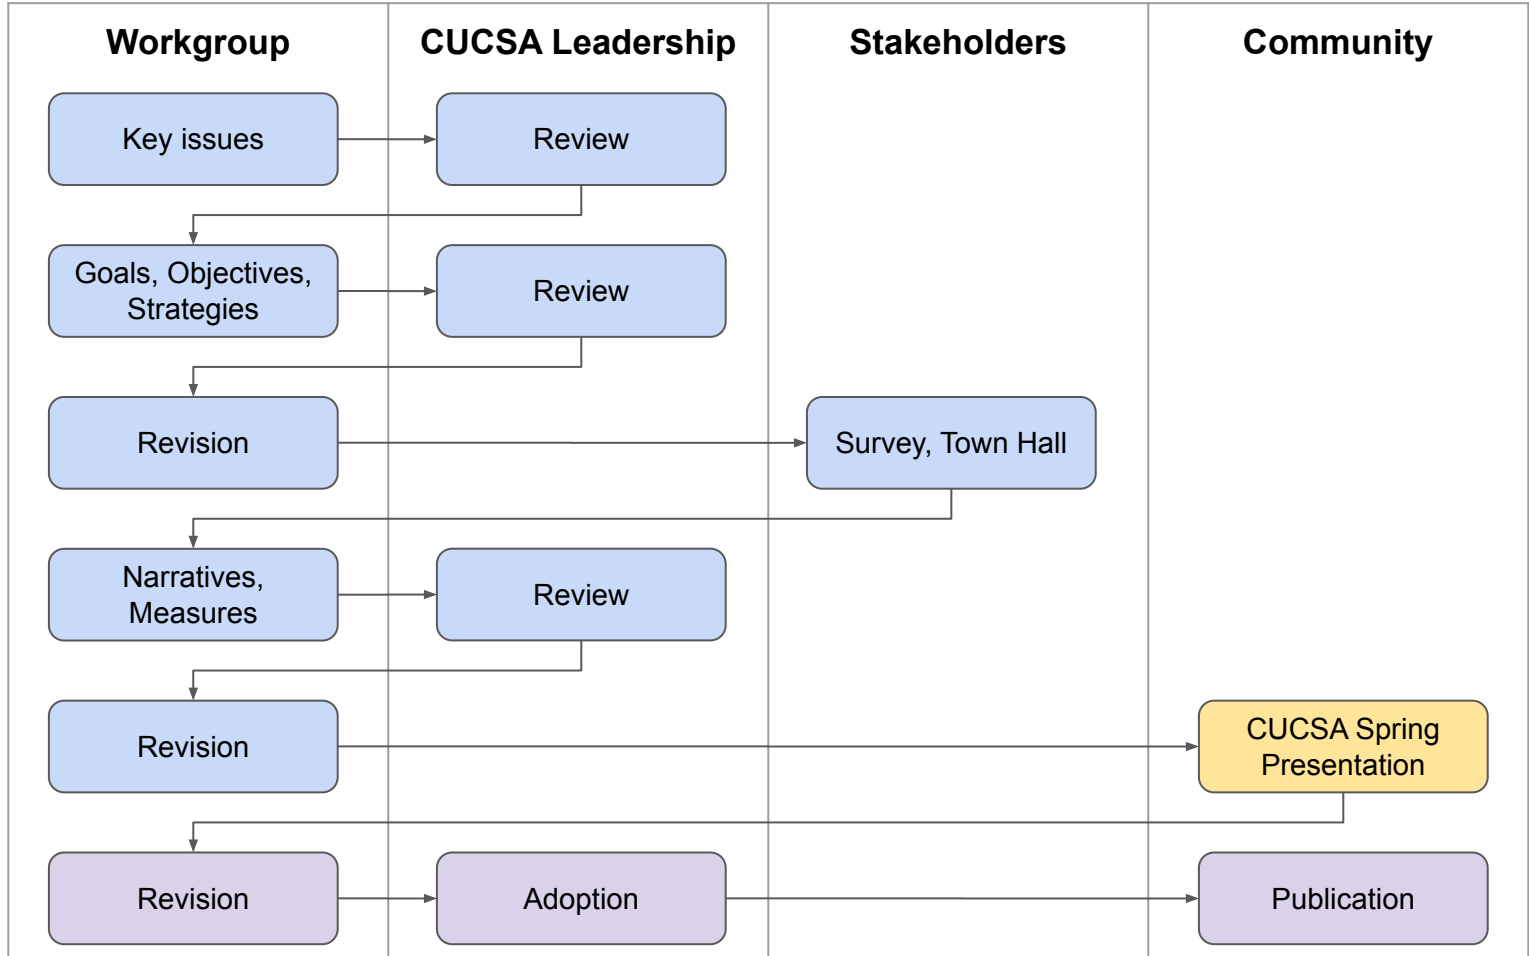 Workgroup
CUCSA Leadership
Stakeholders
Community
Key issues
Review
Goals, Objectives,
Strategies
Review
Revision
Survey, Town Hall
Narratives,
Measures
Review
Revision
CUCSA Spring
Presentation
Revision
Adoption
Publication